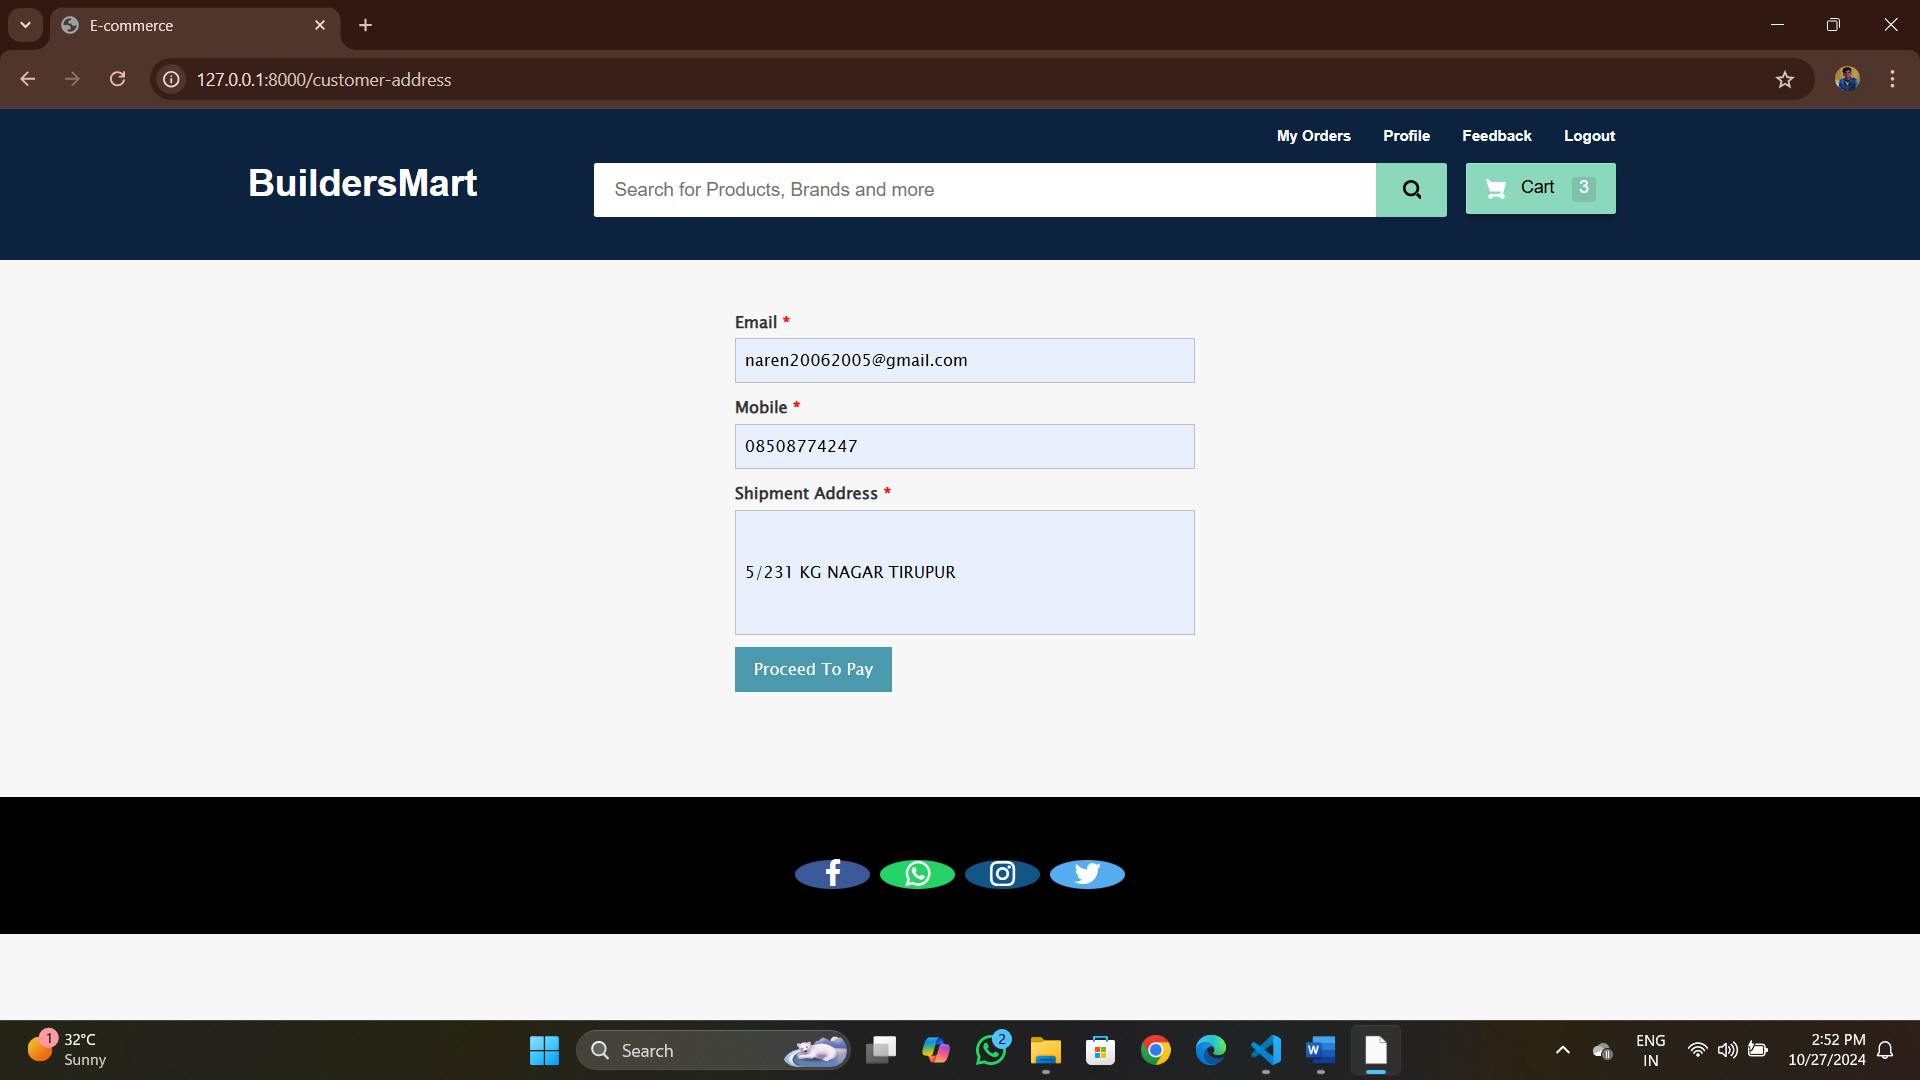 E-commerce
127.0.0.1:8000/customer-address
My Orders Profile Feedback Logout
BuildersMart
Search for Products, Brands and more
Cart 3
Email *
naren20062005@gmail.com
Mobile *
08508774247
Shipment Address *
5/231 KG NAGAR TIRUPUR
Proceed To Pay
1
32°C
Sunny
Search
2
W
ENG
IN
2:52 PM
10/27/2024